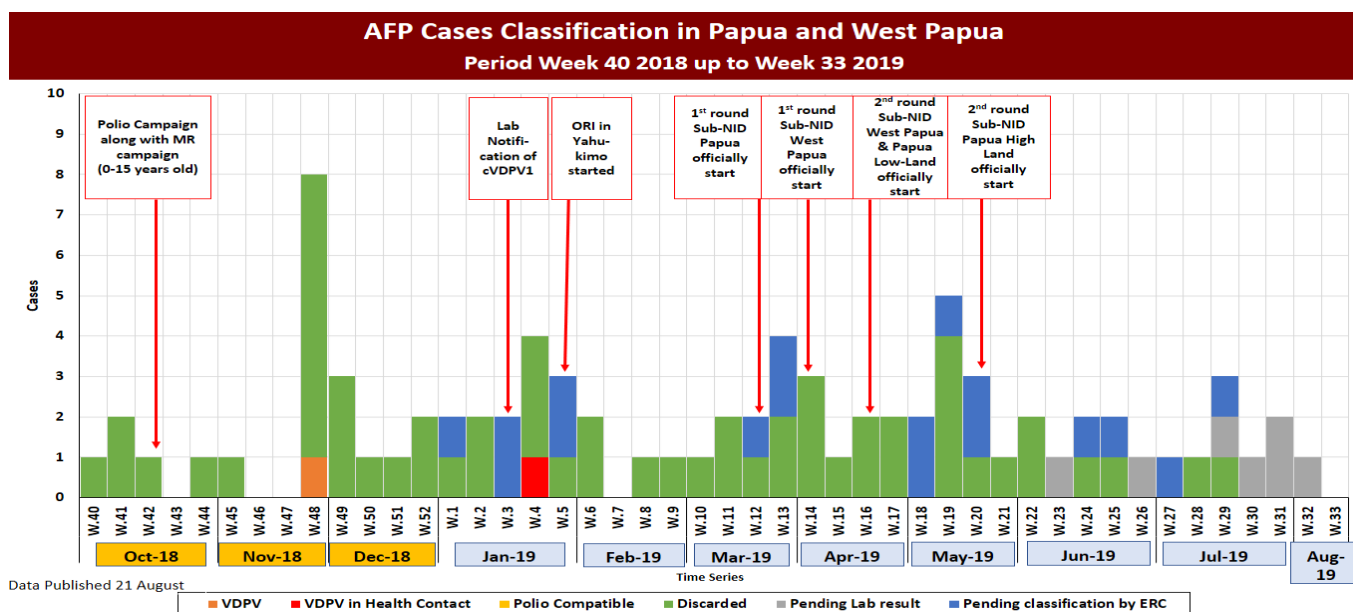 AFP Cases Classification in Papua and West Papua
Period Week 40 2018 up to Week 33 2019
10
9
8
7
6
5
4
3
2
1
0
Cases
Polio Campaign
along with MR
campaign
(0-15 years old)
Lab
Notifi-
cation of
cVDPV1
ORI in
Yahu-
kimo
started
1st round
Sub-NID
Papua
officially
start
1st round
Sub-NID
West
Papua
officially
start
2nd round
Sub-NID
West Papua
& Papua
Low-Land
officially
start
2nd round
Sub-NID
Papua High
Land
officially
start
W.40
W.41
W.42
W.43
W.44
W.45
W.46
W.47
W.48
W.49
W.50
W.51
W.52
W.1
W.2
W.3
W.4
W.5
W.6
W.7
W.8
W.9
W.10
W.11
W.12
W.13
W.14
W.15
W.16
W.17
W.18
W.19
W.20
W.21
W.22
W.23
W.24
W.25
W.26
W.27
W.28
W.29
W.30
W.31
W.32
W.33
Oct-18
Nov-18
Dec-18
Jan-19
Feb-19
Mar-19
Apr-19
May-19
Jun-19
Jul-19
Aug-
19
Time Series
Data Published 21 August
VDPV
VDPV in Health Contact
Polio Compatible
Discarded
Pending Lab result
Pending classification by ERC